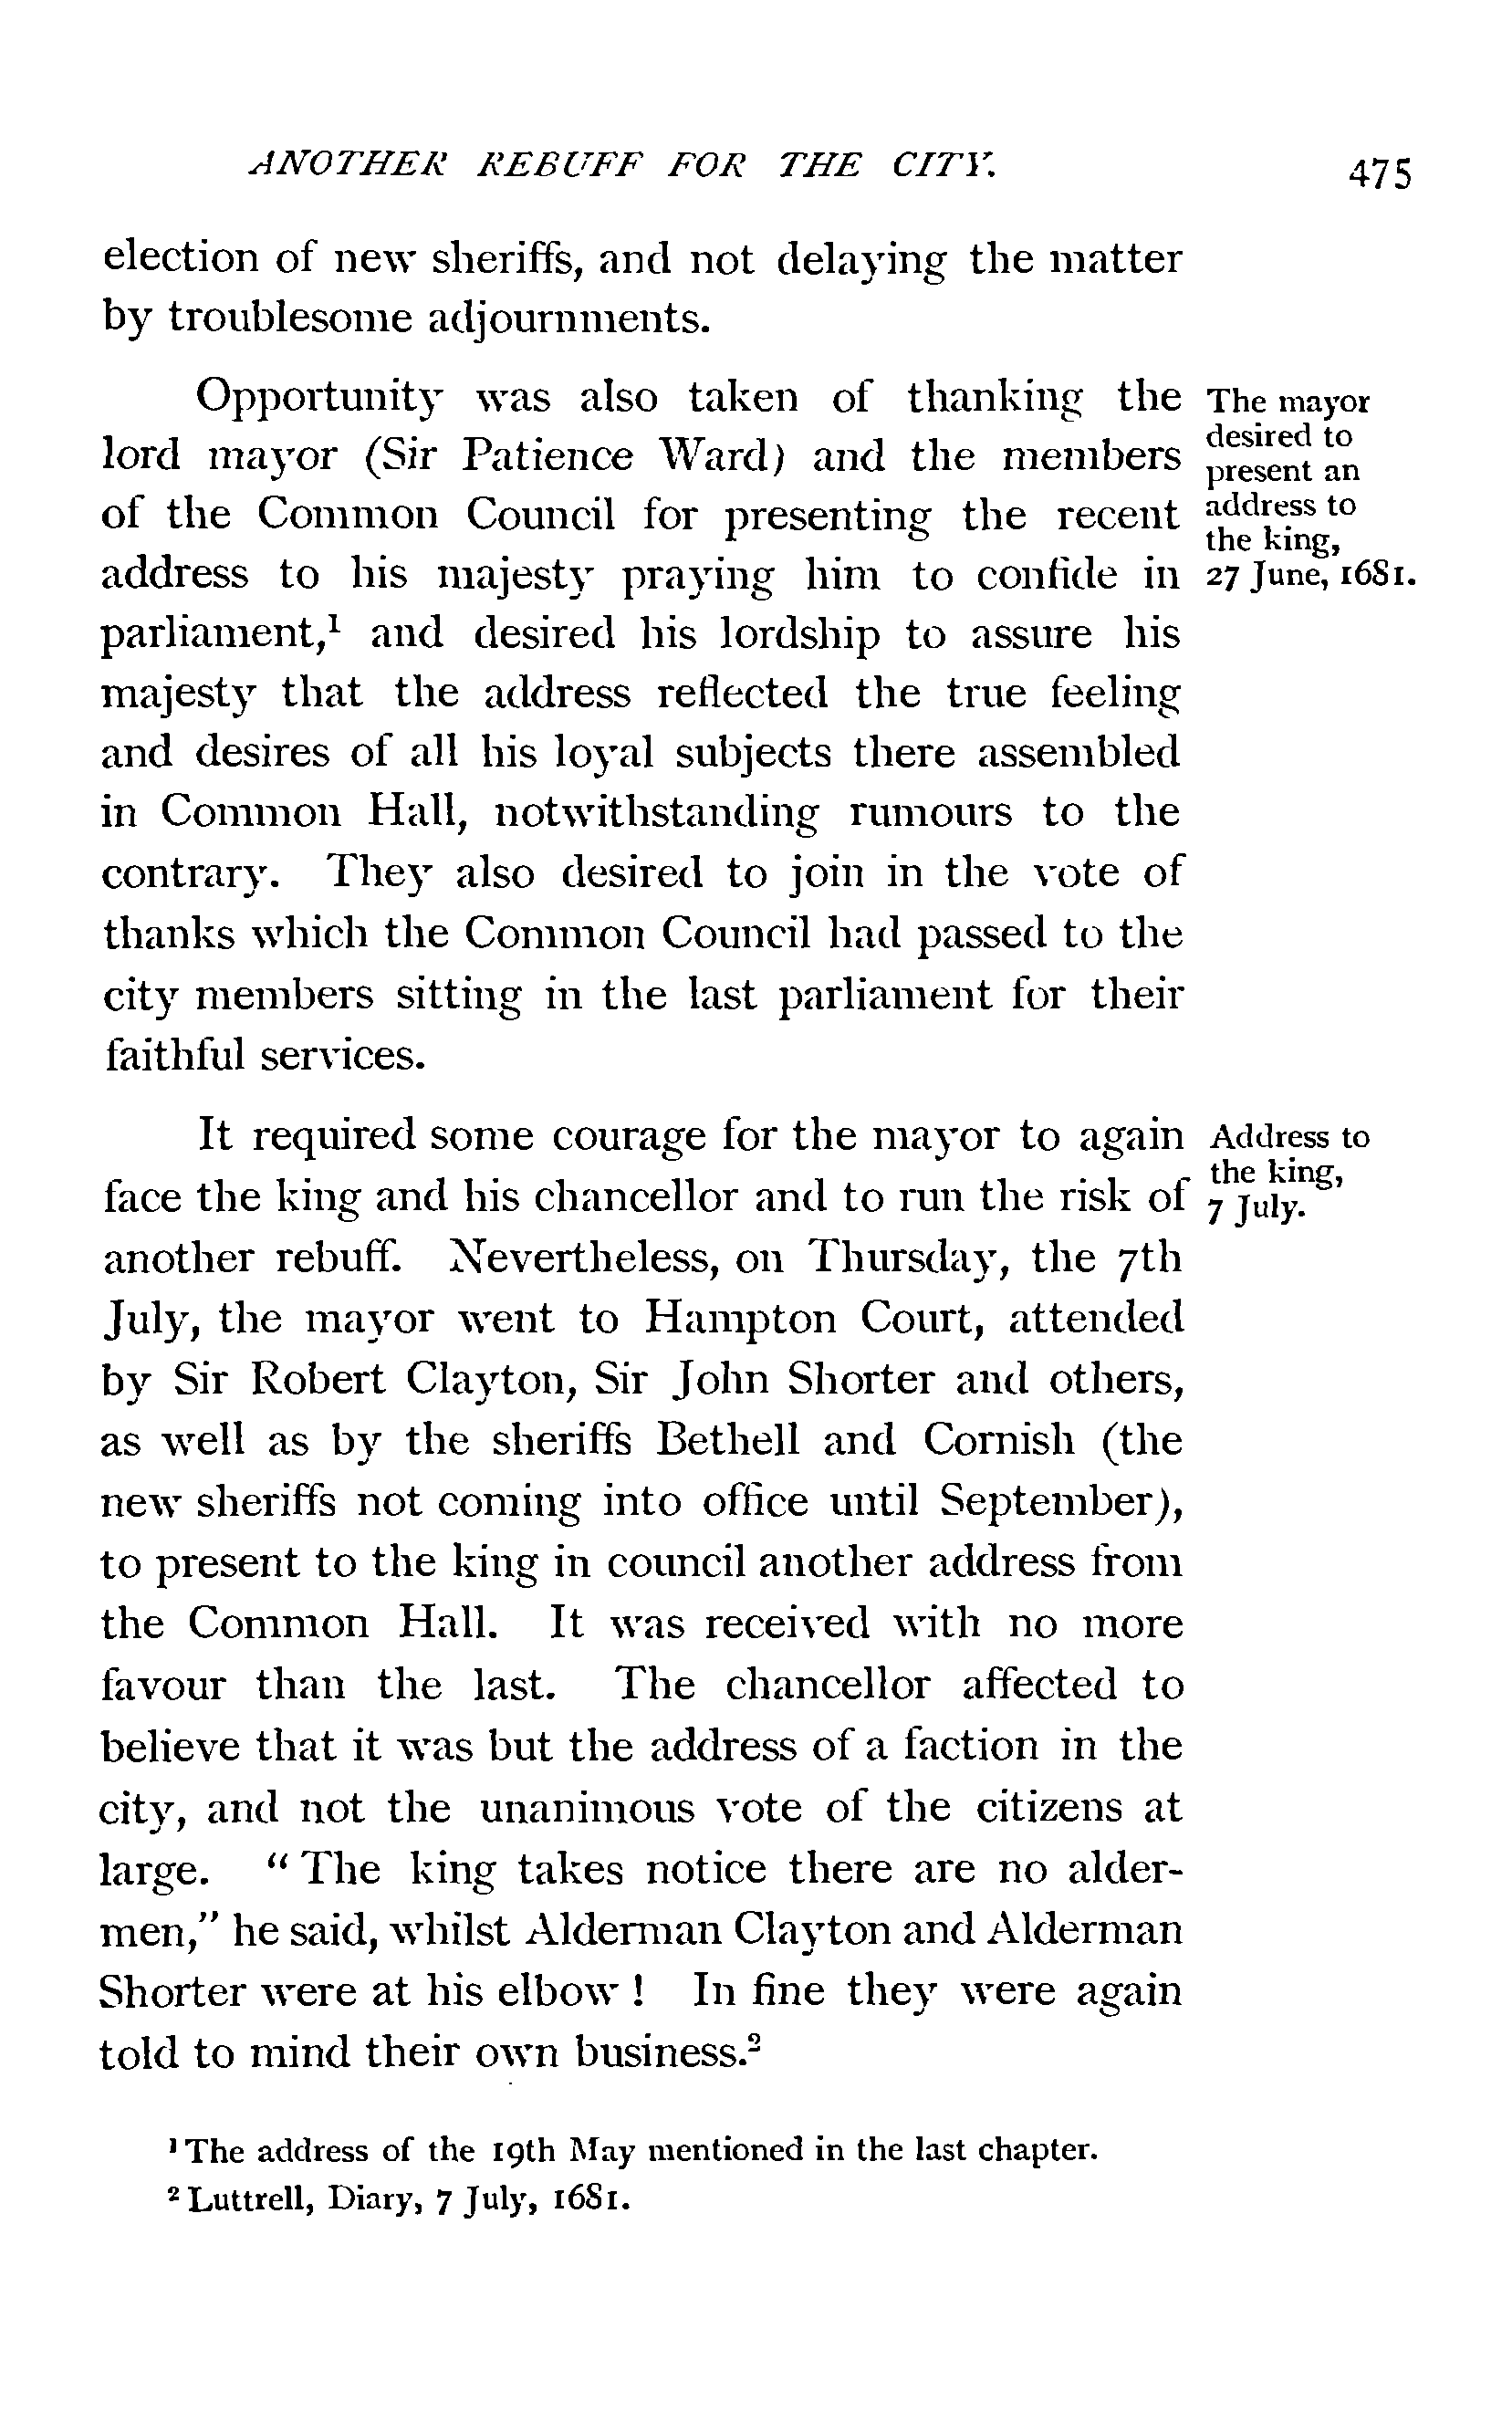 ANOTHER REBUFF FOR THE CITY. 475
election of new sheriffs, and not delaying the matter
by troublesome adjournments.
Opportunity was also taken of thanking the
lord mayor (Sir Patience Ward) and the members
of the Common Council for presenting the recent
address to his majesty praying him to confide in
parliament,¹ and desired his lordship to assure his
majesty that the address reflected the true feeling
and desires of all his loyal subjects there assembled
in Common Hall, notwithstanding rumours to the
contrary. They also desired to join in the vote of
thanks which the Common Council had passed to the
city members sitting in the last parliament for their
faithful services.
The mayor
desired to
present an
address to
the king,
27 June, 1681.
It required some courage for the mayor to again
face the king and his chancellor and to run the risk of
another rebuff. Nevertheless, on Thursday, the 7th
July, the mayor went to Hampton Court, attended
by Sir Robert Clayton, Sir John Shorter and others,
as well as by the sheriffs Bethell and Cornish (the
new sheriffs not coming into office until September),
to present to the king in council another address from
the Common Hall. It was received with no more
favour than the last. The chancellor affected to
believe that it was but the address of a faction in the
city, and not the unanimous vote of the citizens at
large. "The king takes notice there are no alder-
men," he said, whilst Alderman Clayton and Alderman
Shorter were at his elbow! In fine they were again
told to mind their own business.²
Address to
the king,
7 July.
¹ The address of the 19th May mentioned in the last chapter.
² Luttrell, Diary, 7 July, 1681.